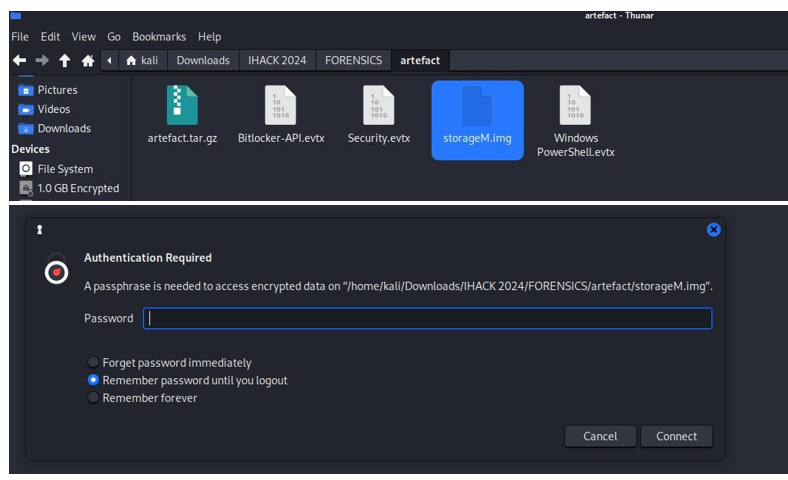 artefact - Thunar
File Edit View Go Bookmarks Help
kali Downloads IHACK 2024 FORENSICS artefact
Pictures
Videos
Downloads
Devices
File System
1.0 GB Encrypted
artefact.tar.gz
Bitlocker-API.evtx
Security.evtx
storageM.img
Windows
PowerShell.evtx
Authentication Required
A passphrase is needed to access encrypted data on “/home/kali/Downloads/IHACK 2024/FORENSICS/artefact/storageM.img”.
Password
Forget password immediately
Remember password until you logout
Remember forever
Cancel Connect